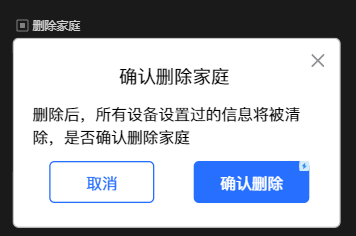 删除家庭
确认删除家庭
删除后，所有设备设置过的信息将被清
除，是否确认删除家庭
取消
确认删除